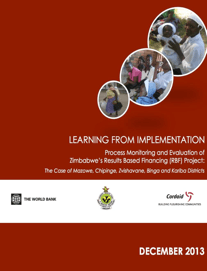 LEARNING FROM IMPLEMENTATION
Process Monitoring and Evaluation of
Zimbabwe's Results Based Financing (RBF) Project:
The Case of Mazowe, Chipinge, Zvishavane, Binga and Kariba Districts
THE WORLD BANK
Cordaid
BUILDING FLOURISHING COMMUNITIES
DECEMBER 2013